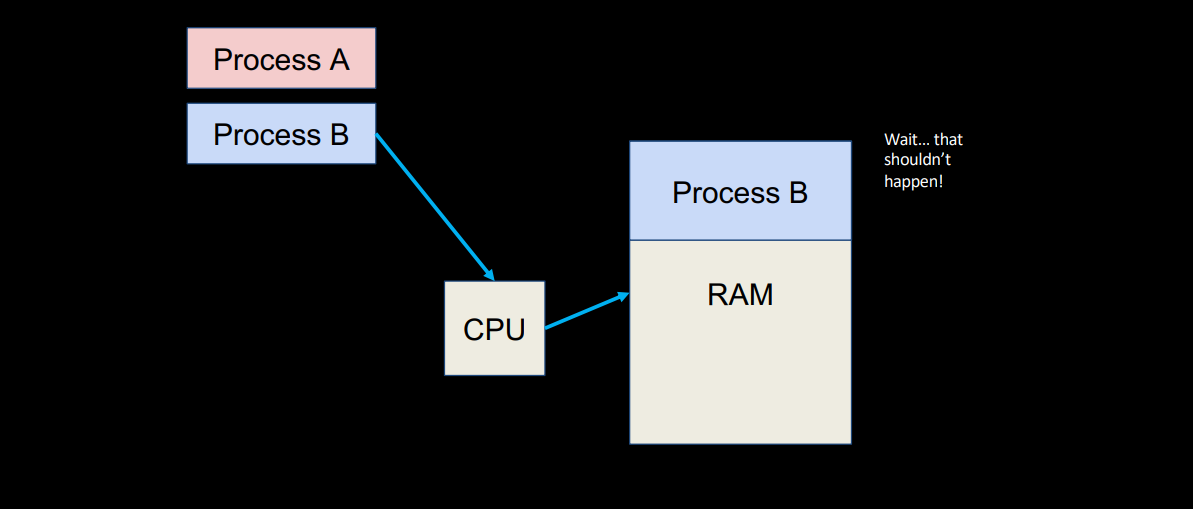 Process A
Process B
Wait... that
shouldn’t
happen!
Process B
RAM
CPU